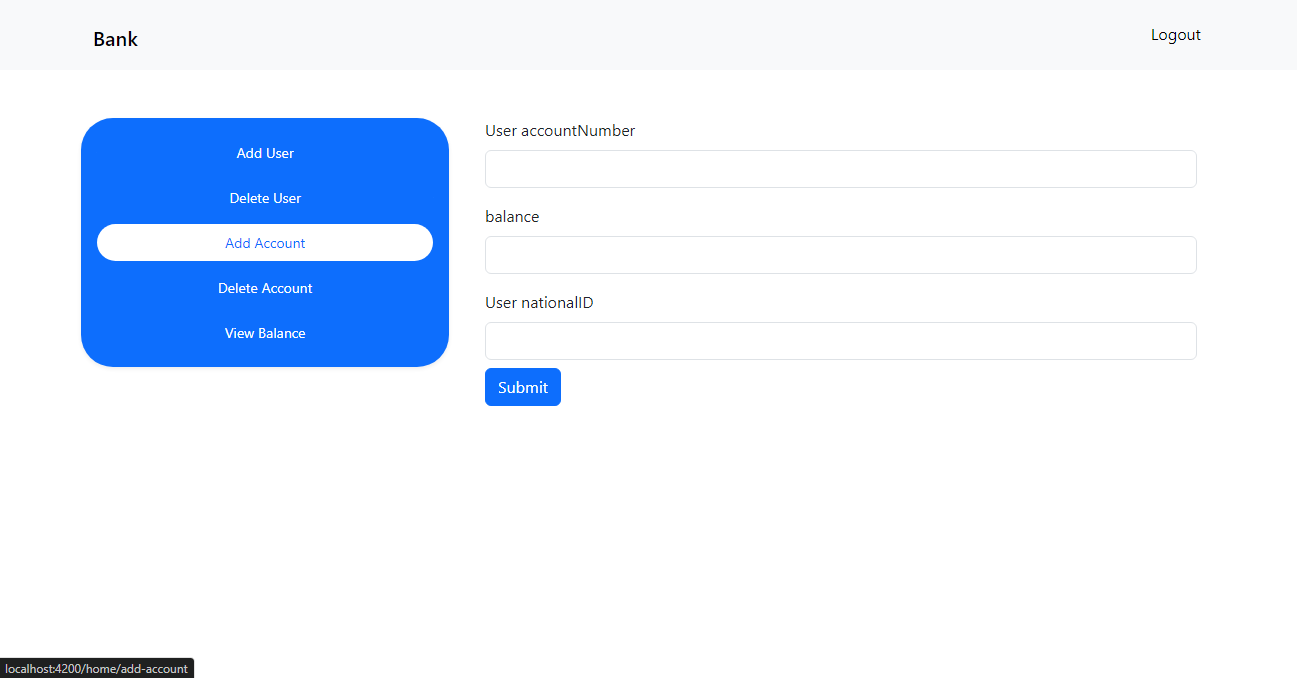 Bank
Logout
Add User
Delete User
Add Account
Delete Account
View Balance
User accountNumber
balance
User nationalID
Submit
localhost:4200/home/add-account